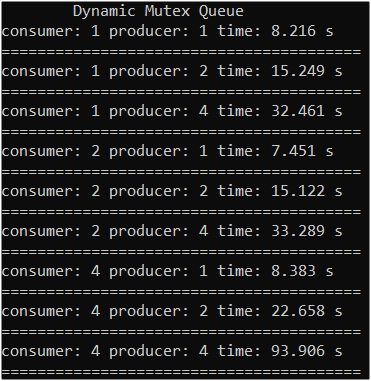 Dynamic Mutex Queue
consumer: 1 producer: 1 time: 8.216 s
========================================
consumer: 1 producer: 2 time: 15.249 s
========================================
consumer: 1 producer: 4 time: 32.461 s
========================================
consumer: 2 producer: 1 time: 7.451 s
========================================
consumer: 2 producer: 2 time: 15.122 s
========================================
consumer: 2 producer: 4 time: 33.289 s
========================================
consumer: 4 producer: 1 time: 8.383 s
========================================
consumer: 4 producer: 2 time: 22.658 s
========================================
consumer: 4 producer: 4 time: 93.906 s
========================================